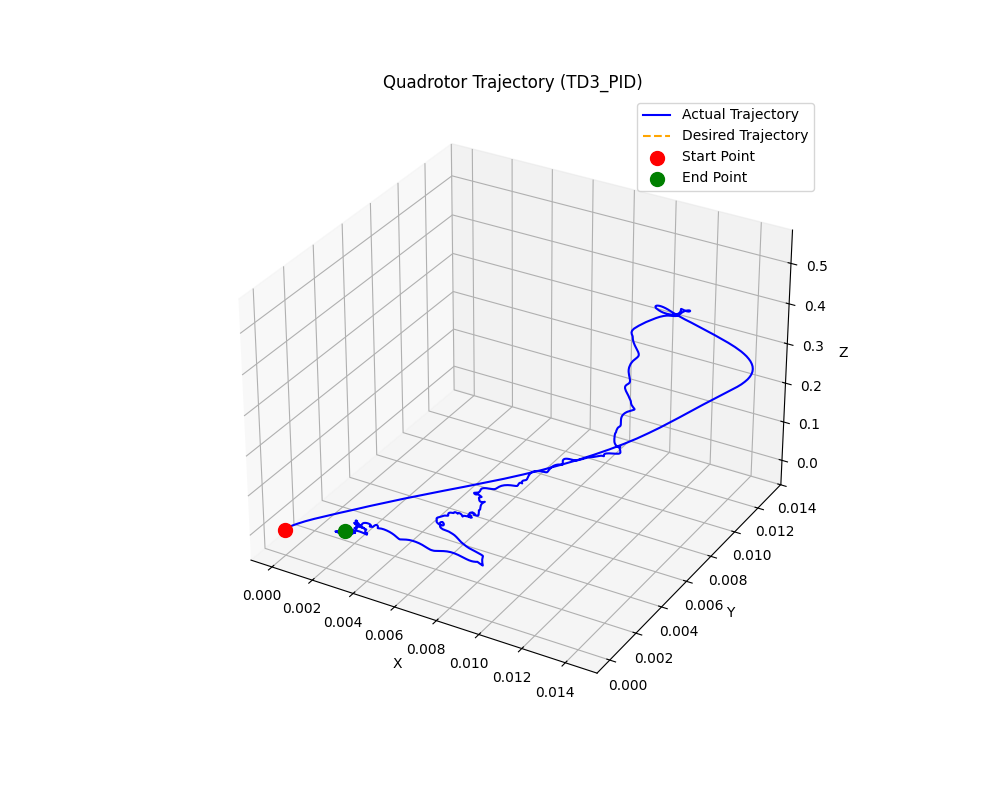 Quadrotor Trajectory (TD3_PID)
Actual Trajectory
Desired Trajectory
Start Point
End Point
0.5
0.4
0.3
0.2
0.1
0.0
Z
0.014
0.012
0.010
0.008
0.006
0.004
0.002
0.000
Y
0.000
0.002
0.004
0.006
0.008
0.010
0.012
0.014
X